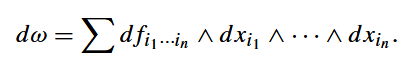 dω = ∑ df_{i_1⋯i_n} ∧ dx_{i_1} ∧ ⋯ ∧ dx_{i_n}.